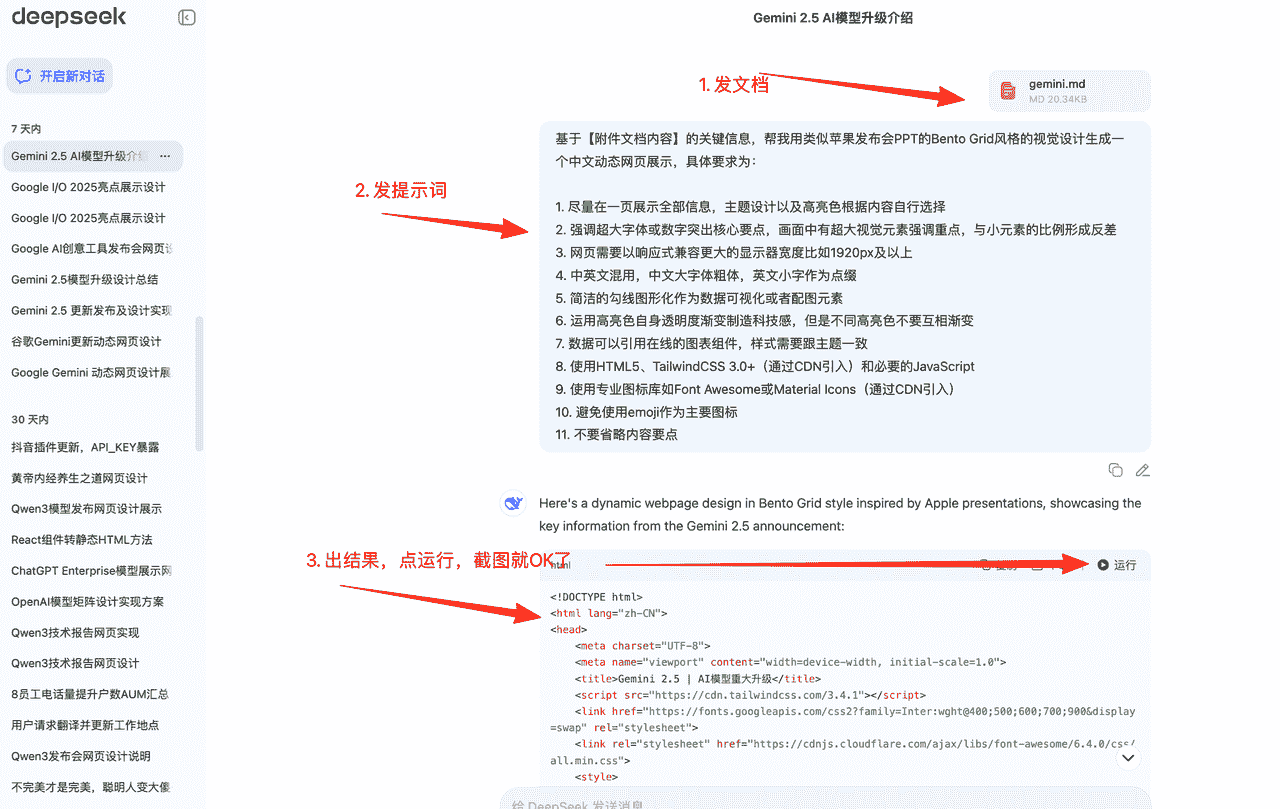 deepseek
开启新对话
7 天内
Gemini 2.5 AI模型升级介
Google I/O 2025亮点展示设计
Google I/O 2025亮点展示设计
Google AI创意工具发布会网页
Gemini 2.5模型升级设计总结
Gemini 2.5 更新发布及设计实现
谷歌Gemini更新动态网页设计
Google Gemini 动态网页设计展
30 天内
抖音插件更新，API_KEY暴露
黄帝内经养生之道网页设计
Qwen3模型发布网页设计展示
React组件转静态HTML方法
ChatGPT Enterprise模型展示网
OpenAI模型矩阵设计实现方案
Qwen3技术报告网页实现
Qwen3技术报告网页设计
8员工电话量提升户数AUM汇总
用户请求翻译并更新工作地点
Qwen3发布会网页设计说明
不完美才是完美，聪明人变大傻
Gemini 2.5 AI模型升级介绍
1. 发文档
gemini.md
MD 20.34KB
2. 发提示词
基于【附件文档内容】的关键信息，帮我用类似苹果发布会PPT的Bento Grid风格的视觉设计生成一
个中文动态网页展示，具体要求为：
1. 尽量在一页展示全部信息，主题设计以及高亮色根据内容自行选择
2. 强调超大字体或数字突出核心要点，画面中有超大视觉元素强调重点，与小元素的比例形成反差
3. 网页需要以响应式兼容更大的显示器宽度比如1920px及以上
4. 中英文混用，中文大字体粗体，英文小字作为点缀
5. 简洁的勾线图形化作为数据可视化或者配图元素
6. 运用高亮色自身透明度渐变制造科技感，但是不同高亮色不要互相渐变
7. 数据可以引用在线的图表组件，样式需要跟主题一致
8. 使用HTML5、TailwindCSS 3.0+（通过CDN引入）和必要的JavaScript
9. 使用专业图标库如Font Awesome或Material Icons（通过CDN引入）
10. 避免使用emoji作为主要图标
11. 不要省略内容要点
Here's a dynamic webpage design in Bento Grid style inspired by Apple presentations, showcasing the
key information from the Gemini 2.5 announcement:
3. 出结果，点运行，截图就OK了
html
运行
<!DOCTYPE html>
<html lang="zh-CN">
<head>
<meta charset="UTF-8">
<meta name="viewport" content="width=device-width, initial-scale=1.0">
<title>Gemini 2.5 | AI模型重大升级</title>
<script src="https://cdn.tailwindcss.com/3.4.1"></script>
<link href="https://fonts.googleapis.com/css2?family=Inter:wght@400;500;600;700;900&display
=swap" rel="stylesheet">
<link rel="stylesheet" href="https://cdnjs.cloudflare.com/ajax/libs/font-awesome/6.4.0/css/
all.min.css">
<style>
给 DeepSeek 发送消息